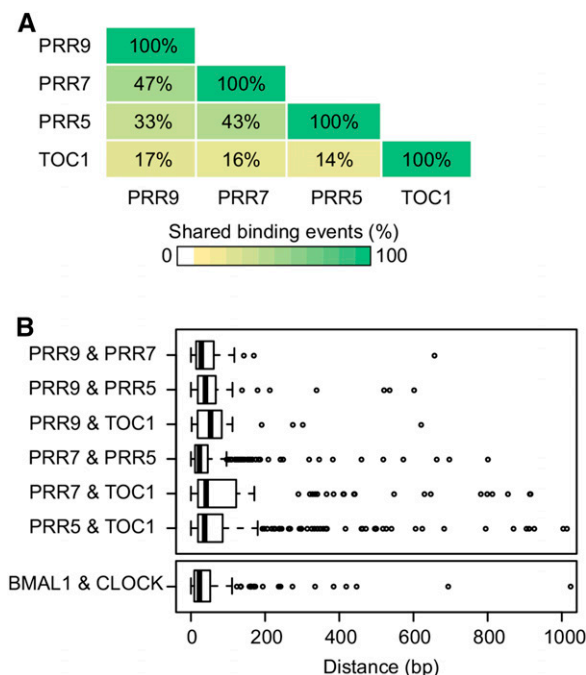 A
PRR9 100%
PRR7 47% 100%
PRR5 33% 43% 100%
TOC1 17% 16% 14% 100%
PRR9 PRR7 PRR5 TOC1
Shared binding events (%)
0 100
B
PRR9 & PRR7
PRR9 & PRR5
PRR9 & TOC1
PRR7 & PRR5
PRR7 & TOC1
PRR5 & TOC1
BMAL1 & CLOCK
0 200 400 600 800 1000
Distance (bp)